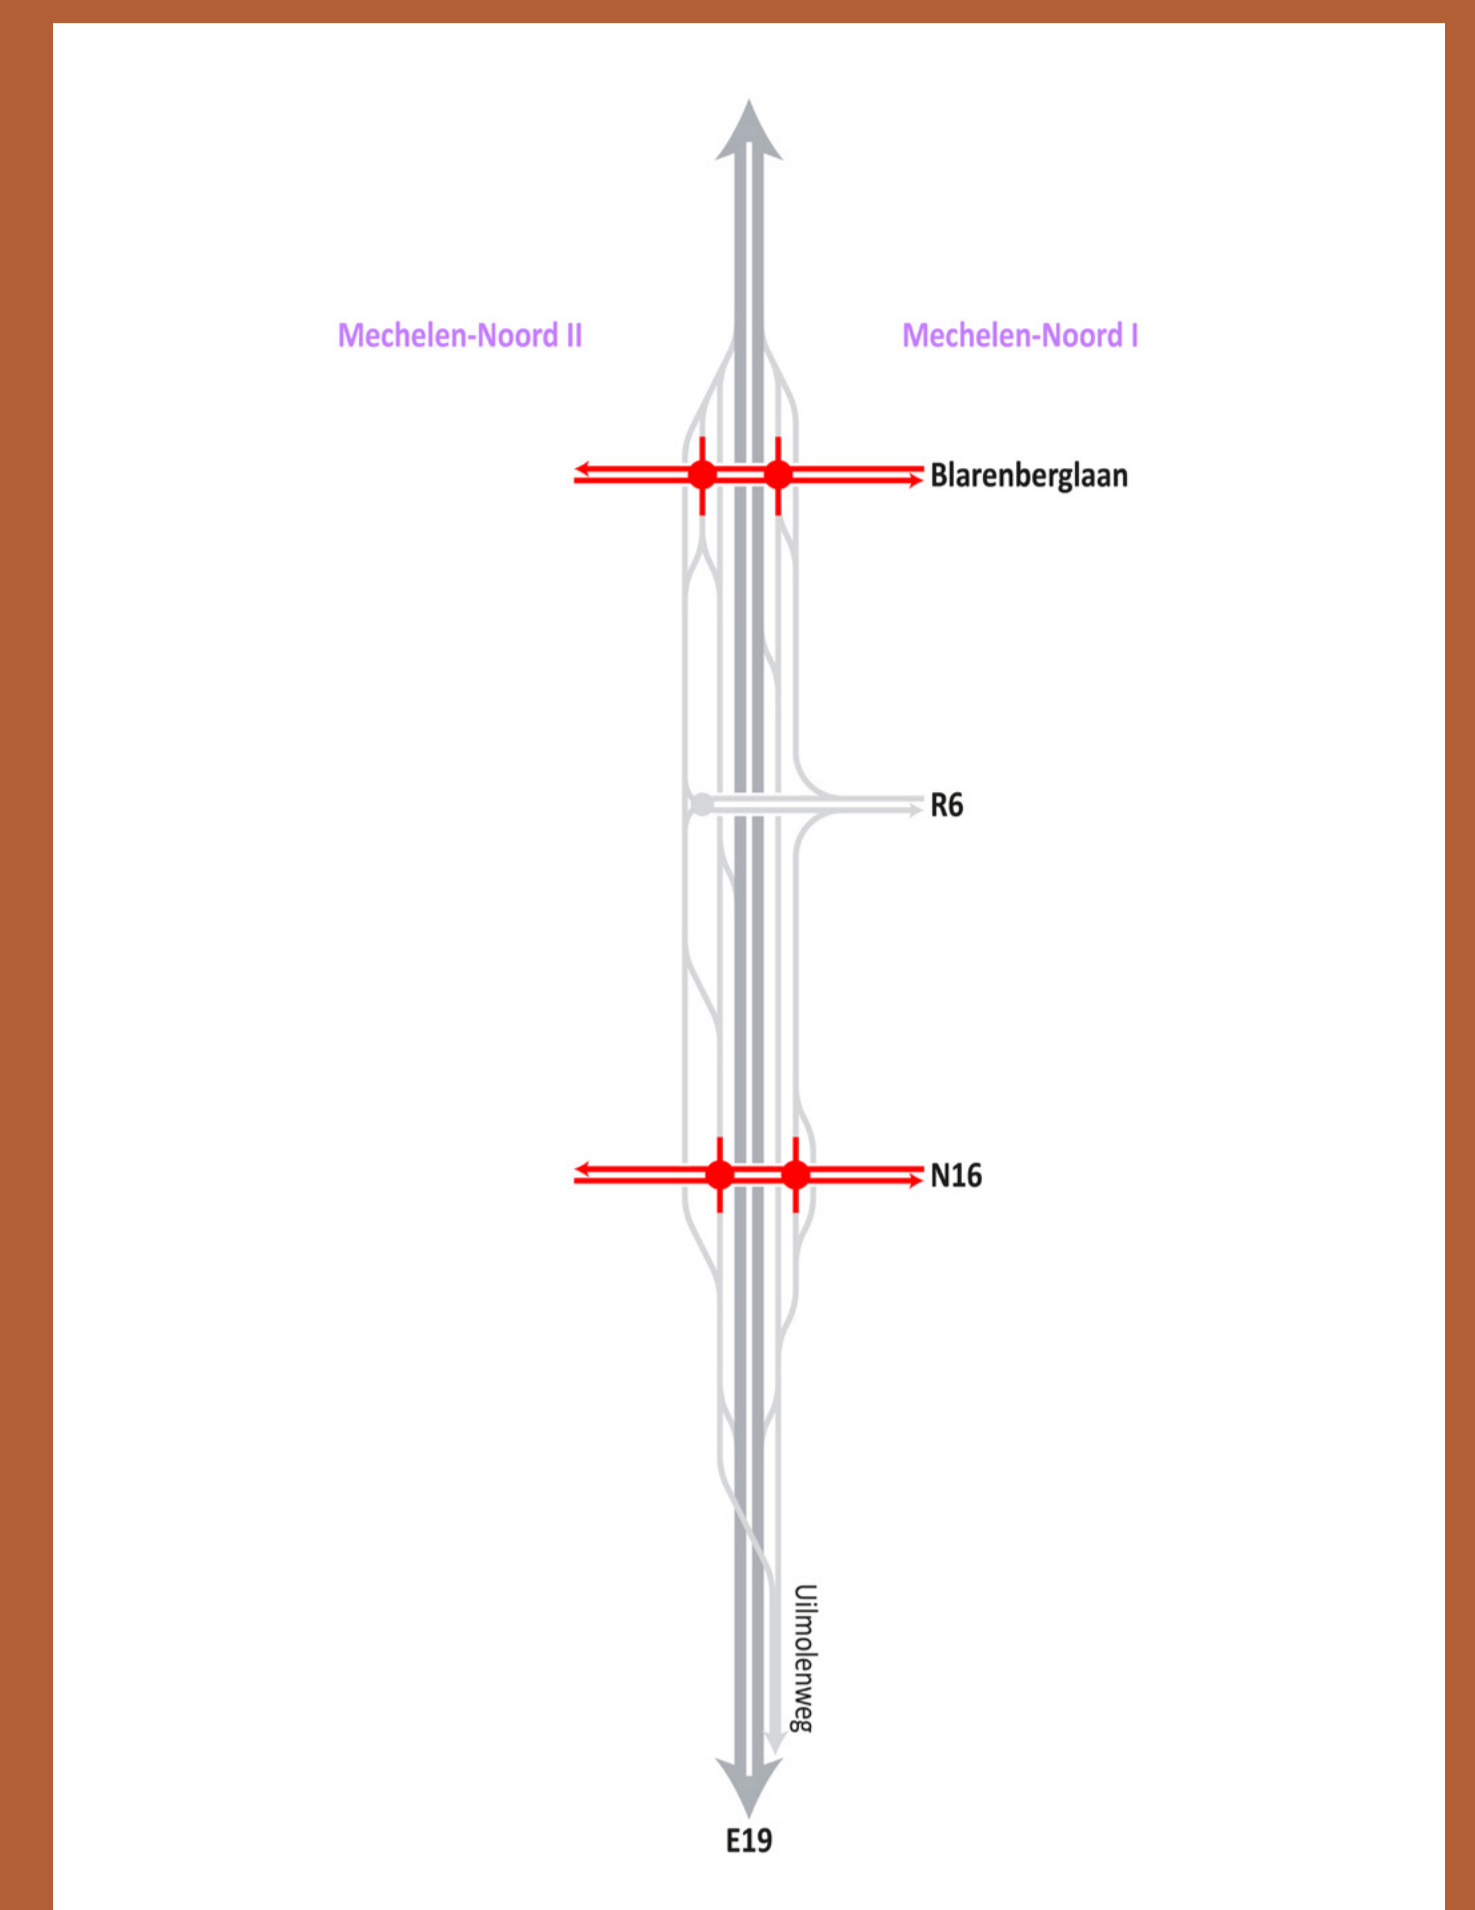 Mechelen-Noord II
Mechelen-Noord I
Blarenberglaan
R6
N16
Uilmolenweg
E19